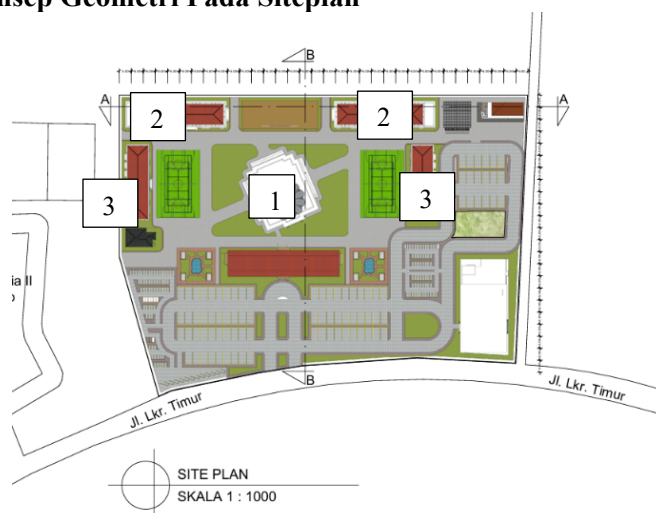 nsep Geometri Pada Siteplan
B
A
A
2
2
3
3
1
ia II
B
Jl. Lkr. Timur
Jl. Lkr. Timur
SITE PLAN
SKALA 1 : 1000